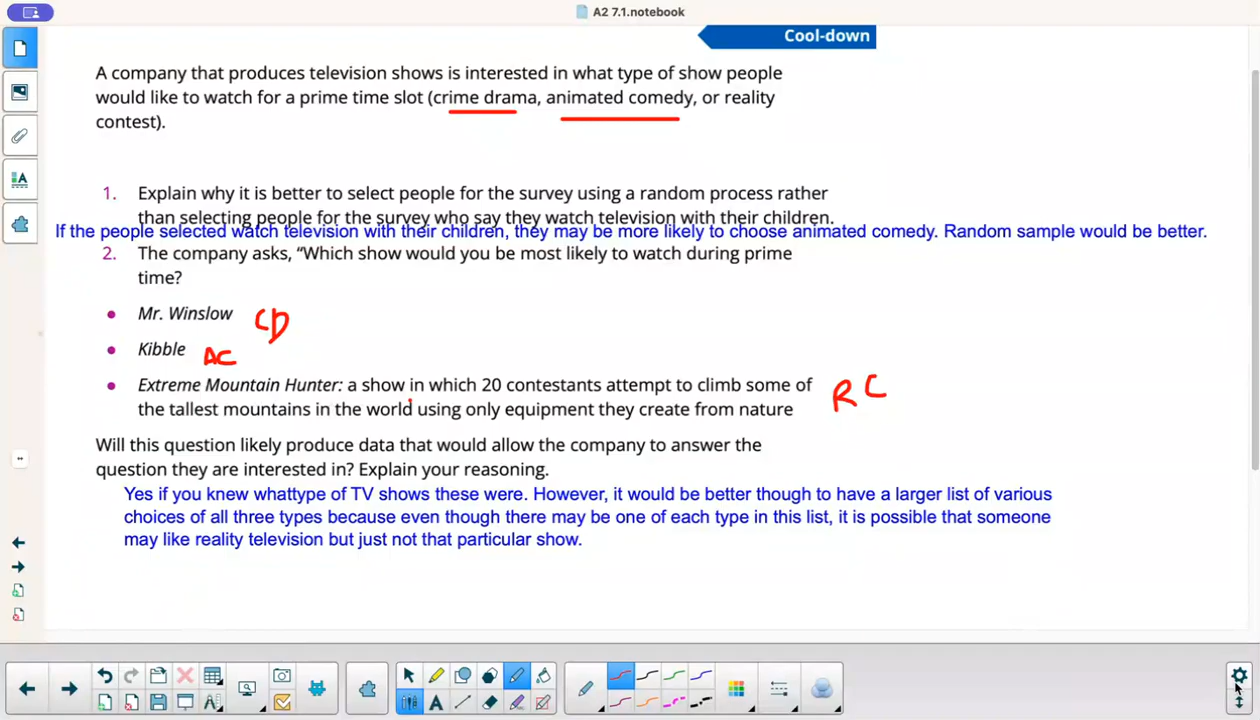 A2 7.1.notebook
Cool-down
A company that produces television shows is interested in what type of show people
would like to watch for a prime time slot (crime drama, animated comedy, or reality
contest).
1. Explain why it is better to select people for the survey using a random process rather
than selecting people for the survey who say they watch television with their children.
If the people selected watch television with their children, they may be more likely to choose animated comedy. Random sample would be better.
2. The company asks, “Which show would you be most likely to watch during prime
time?
• Mr. Winslow CD
• Kibble AC
• Extreme Mountain Hunter: a show in which 20 contestants attempt to climb some of
the tallest mountains in the world using only equipment they create from nature
RC
Will this question likely produce data that would allow the company to answer the
question they are interested in? Explain your reasoning.
Yes if you knew whattype of TV shows these were. However, it would be better though to have a larger list of various
choices of all three types because even though there may be one of each type in this list, it is possible that someone
may like reality television but just not that particular show.